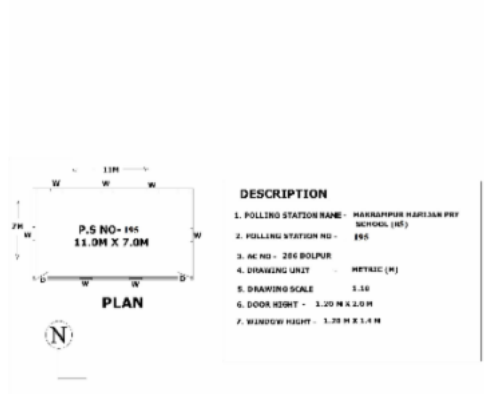 11M
W W W
7M
W
W
P.S NO- 195
11.0M X 7.0M
D W W D
PLAN
N
DESCRIPTION
1. POLLING STATION NAME - MAKRAMPUR HARIJAN PRY
SCHOOL (RS)
2. POLLING STATION NO - 195
3. AC NO - 286 BOLPUR
4. DRAWING UNIT - METRIC (M)
5. DRAWING SCALE 1.10
6. DOOR HIGHT - 1.20 M X 2.0 M
7. WINDOW HIGHT - 1.20 M X 1.4 M